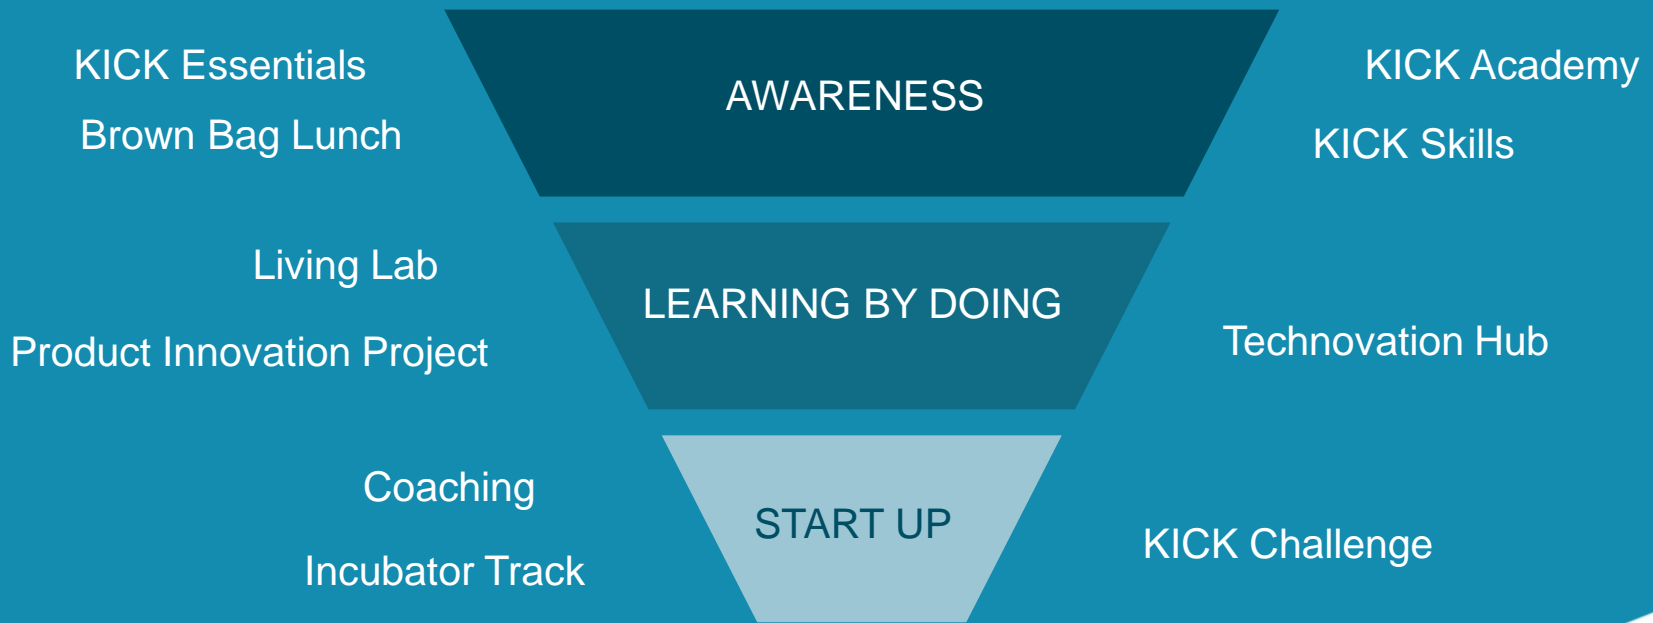 KICK Essentials
Brown Bag Lunch
AWARENESS
KICK Academy
KICK Skills
Living Lab
Product Innovation Project
LEARNING BY DOING
Technovation Hub
Coaching
Incubator Track
START UP
KICK Challenge